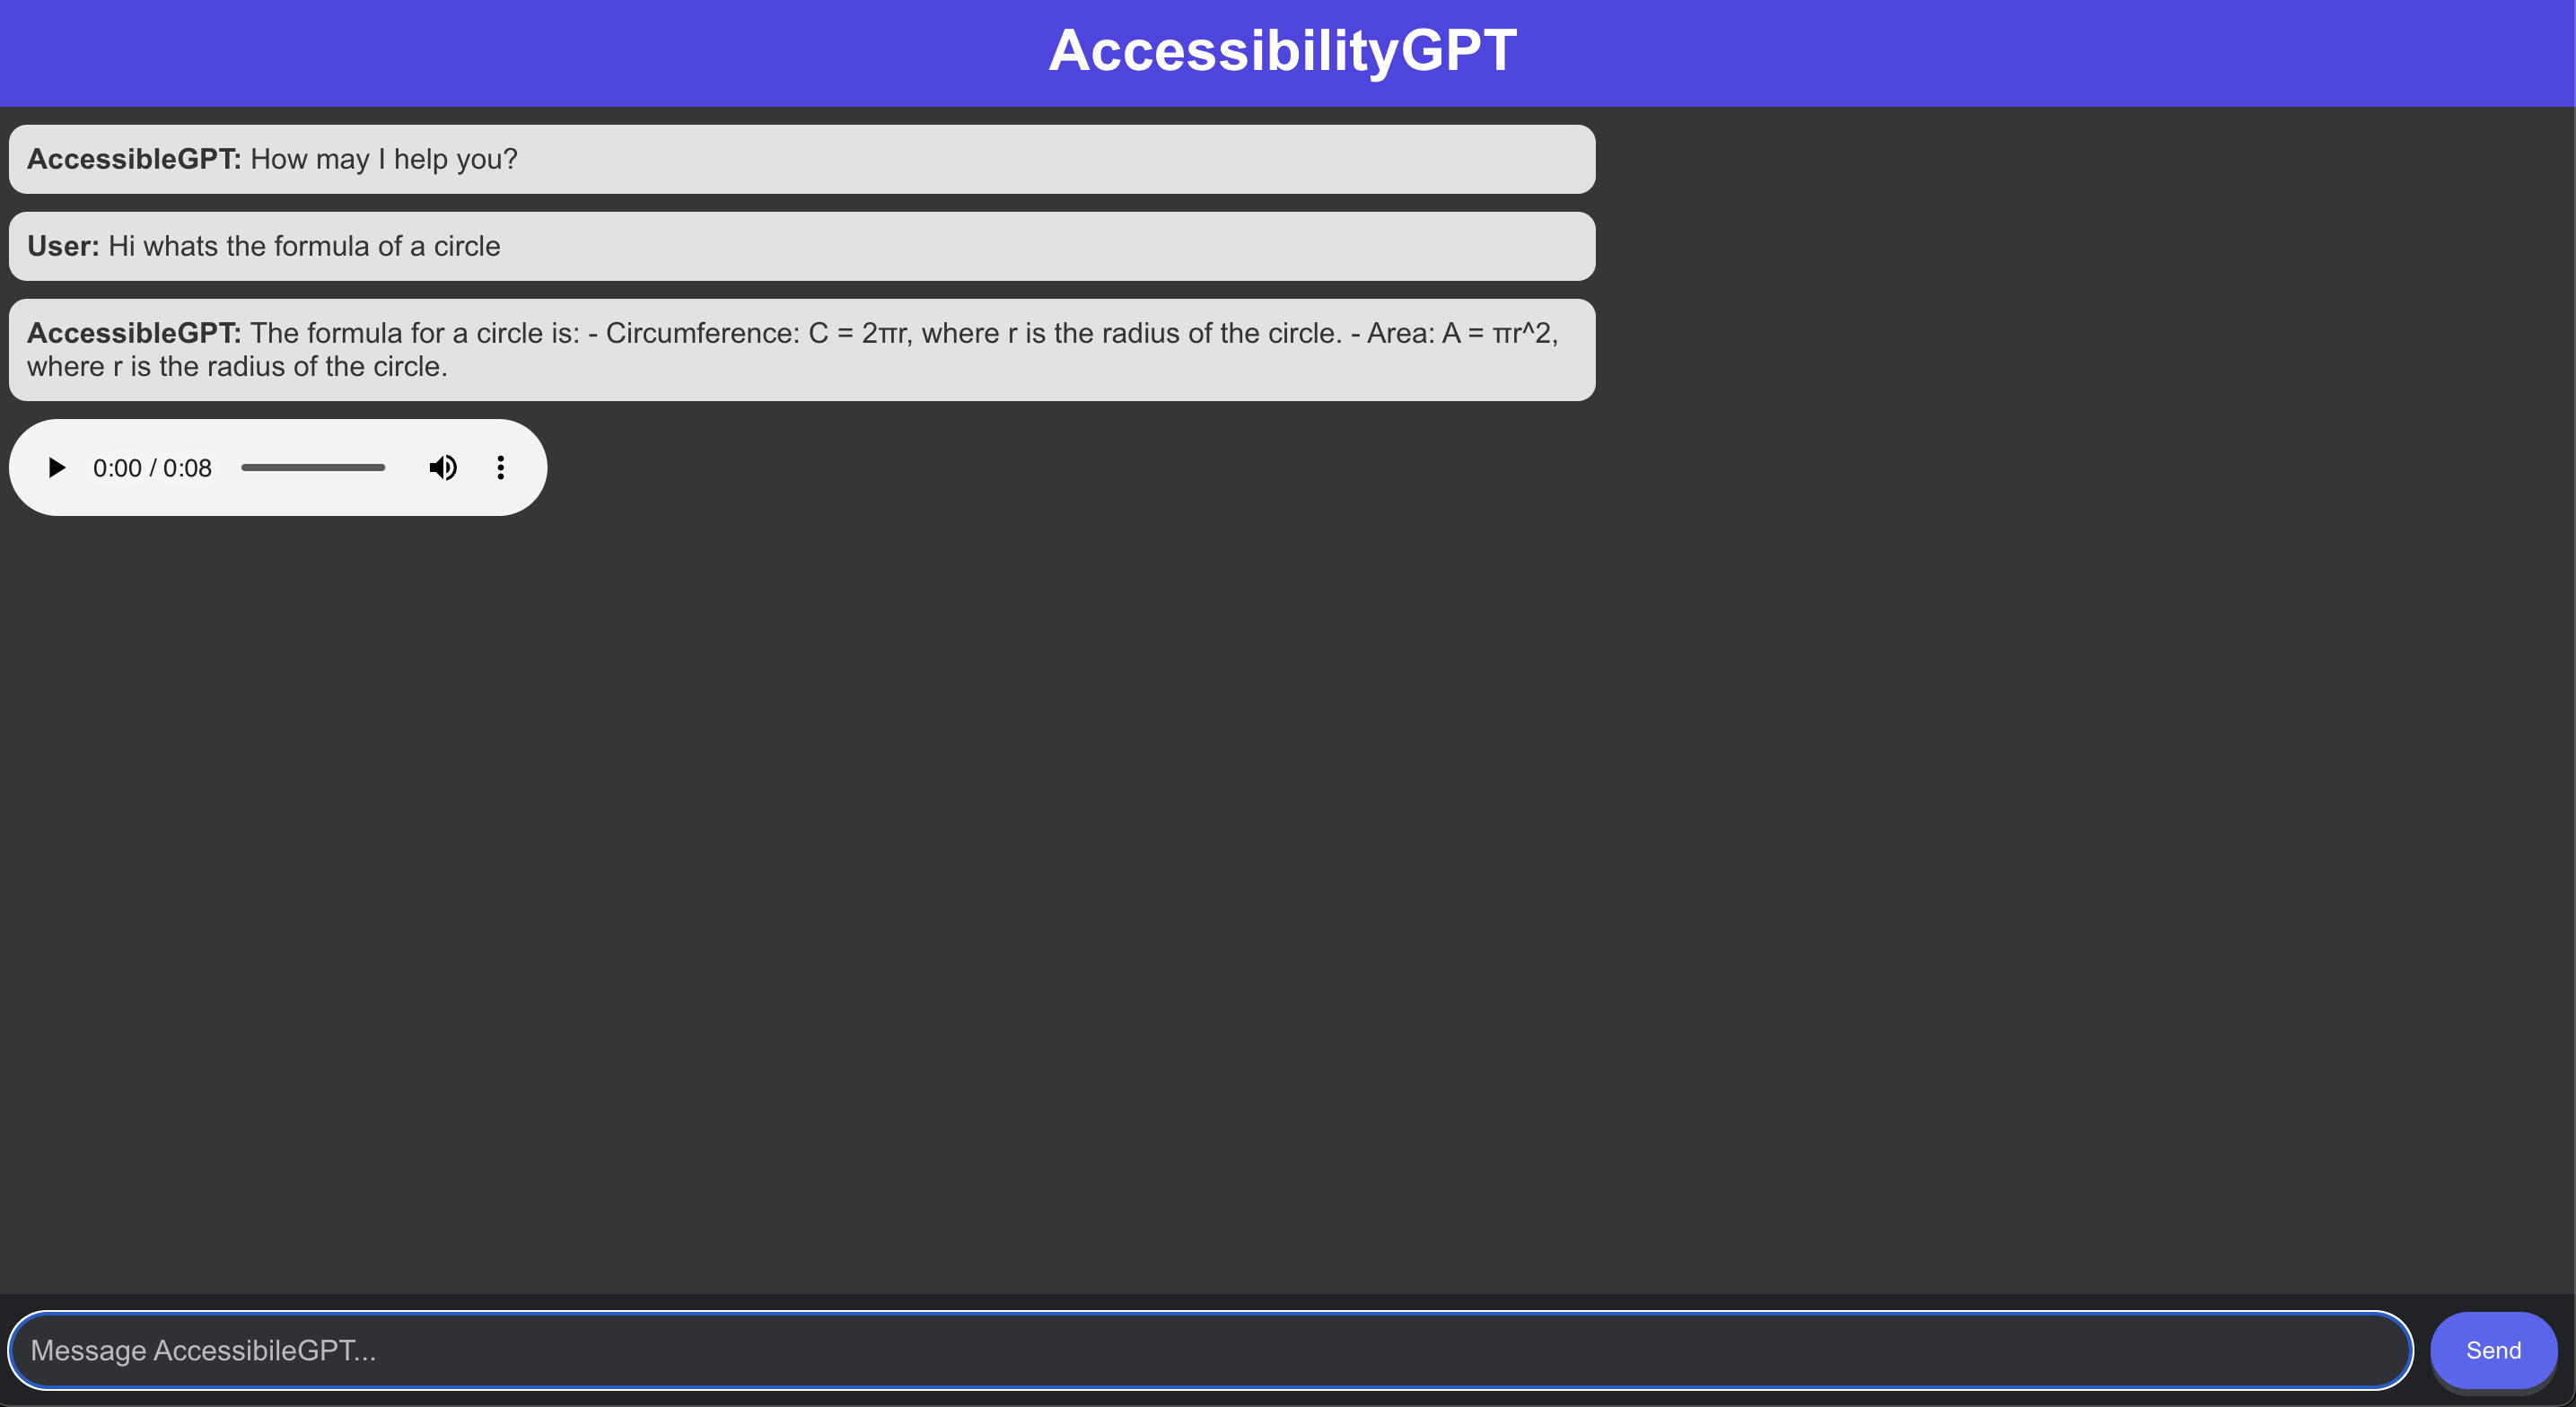 AccessibilityGPT
AccessibleGPT: How may I help you?
User: Hi whats the formula of a circle
AccessibleGPT: The formula for a circle is: - Circumference: C = 2πr, where r is the radius of the circle. - Area: A = πr^2,
where r is the radius of the circle.
0:00 / 0:08
Message AccessibileGPT...
Send